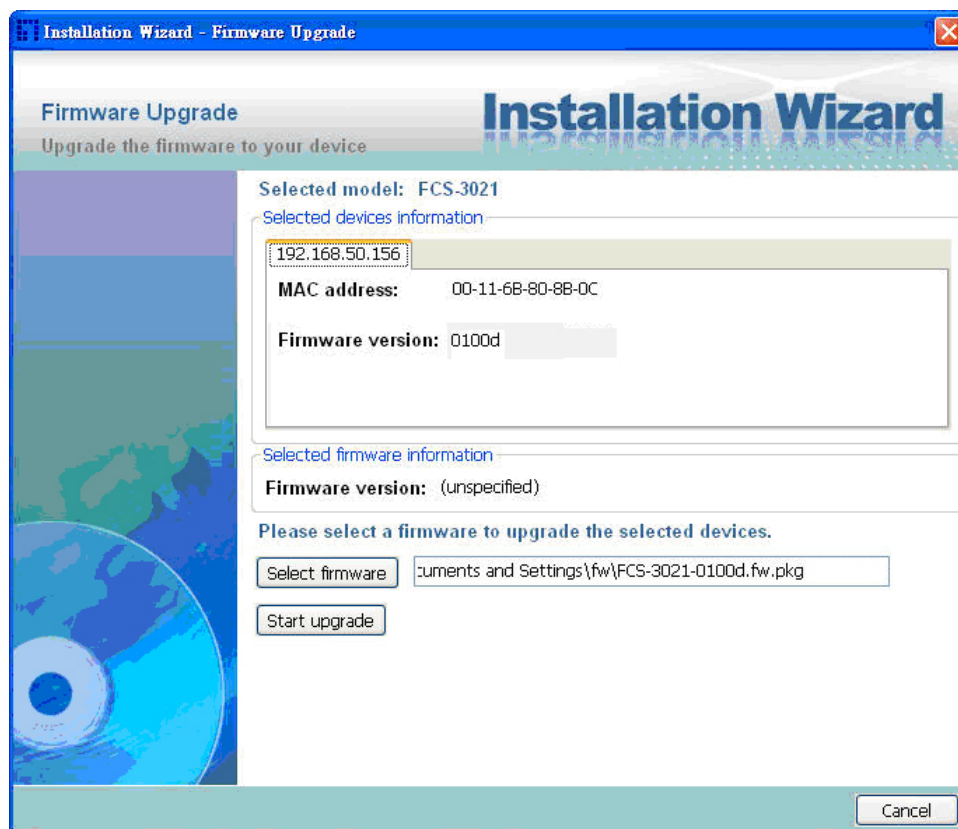 Installation Wizard - Firmware Upgrade
Firmware Upgrade
Installation Wizard
Upgrade the firmware to your device
Selected model: FCS-3021
Selected devices information
192.168.50.156
MAC address: 00-11-6B-80-8B-0C
Firmware version: 0100d
Selected firmware information
Firmware version: (unspecified)
Please select a firmware to upgrade the selected devices.
Select firmware
cuments and Settings\fw\FCS-3021-0100d.fw.pkg
Start upgrade
Cancel